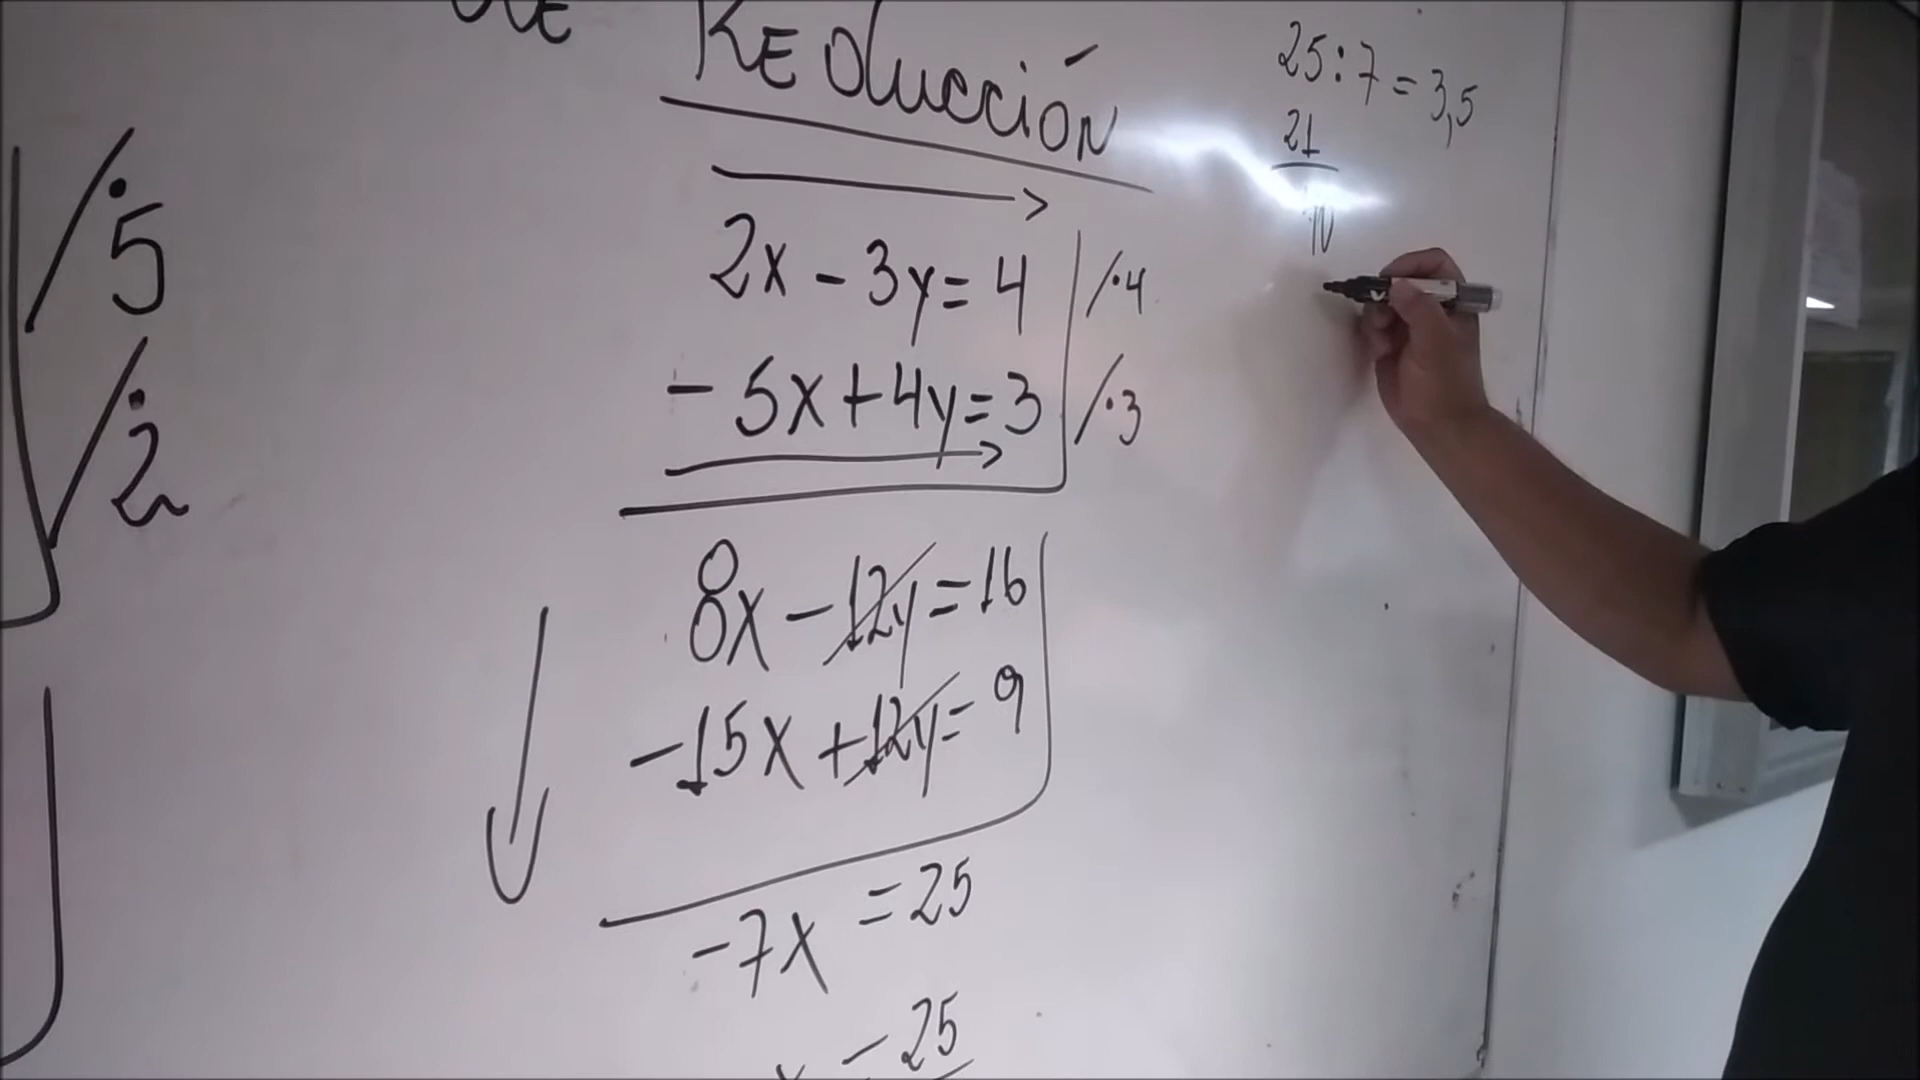 Reducción
2x - 3y = 4 /·4
- 5x + 4y = 3 /·3
8x - 12y = 16
-15x + 12y = 9
-7x = 25
25
25:7 = 3,5
21
/·5
/·2